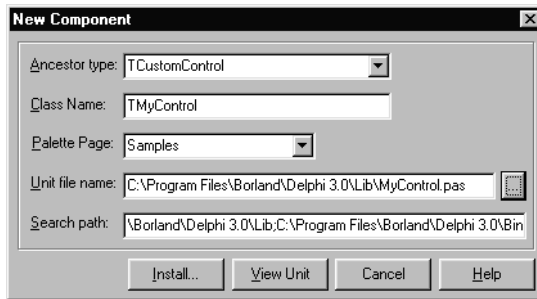 New Component
Ancestor type: TCustomControl
Class Name: TMyControl
Palette Page: Samples
Unit file name: C:\Program Files\Borland\Delphi 3.0\Lib\MyControl.pas ...
Search path: \Borland\Delphi 3.0\Lib;C:\Program Files\Borland\Delphi 3.0\Bin
Install... View Unit Cancel Help